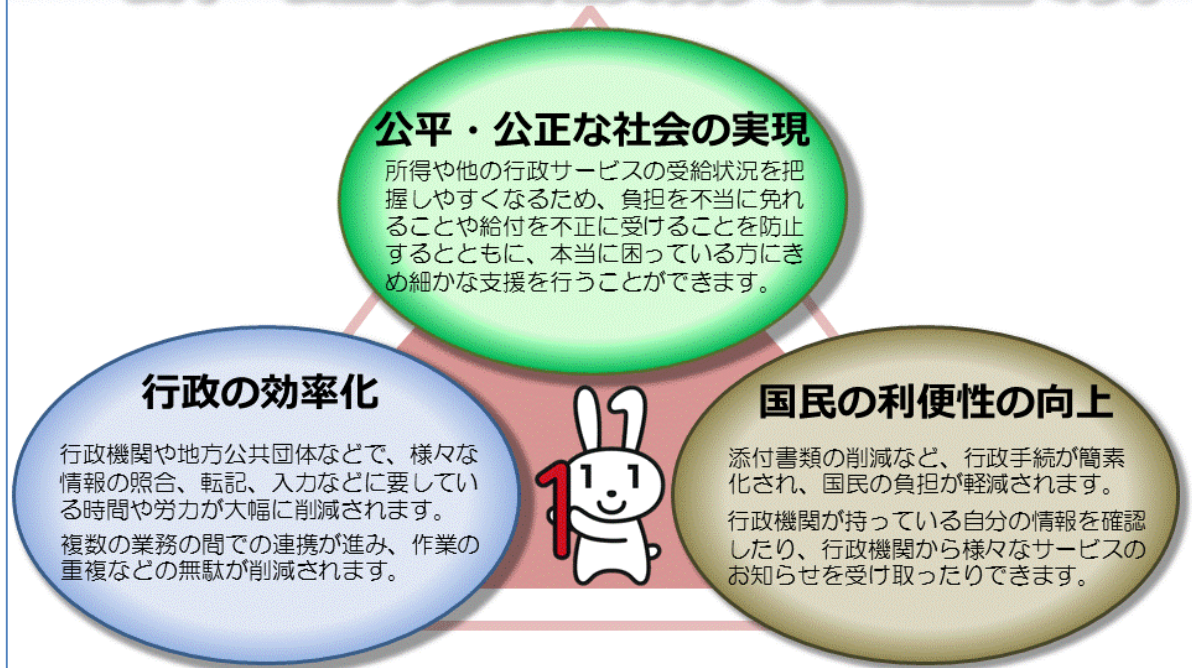 公平・公正な社会の実現
所得や他の行政サービスの受給状況を把
握しやすくなるため、負担を不当に免れ
ることや給付を不正に受けることを防止
するとともに、本当に困っている方にき
め細かな支援を行うことができます。
行政の効率化
行政機関や地方公共団体などで、様々な
情報の照合、転記、入力などに要してい
る時間や労力が大幅に削減されます。
複数の業務の間での連携が進み、作業の
重複などの無駄が削減されます。
1
1 1
国民の利便性の向上
添付書類の削減など、行政手続が簡素
化され、国民の負担が軽減されます。
行政機関が持っている自分の情報を確認
したり、行政機関から様々なサービスの
お知らせを受け取ったりできます。